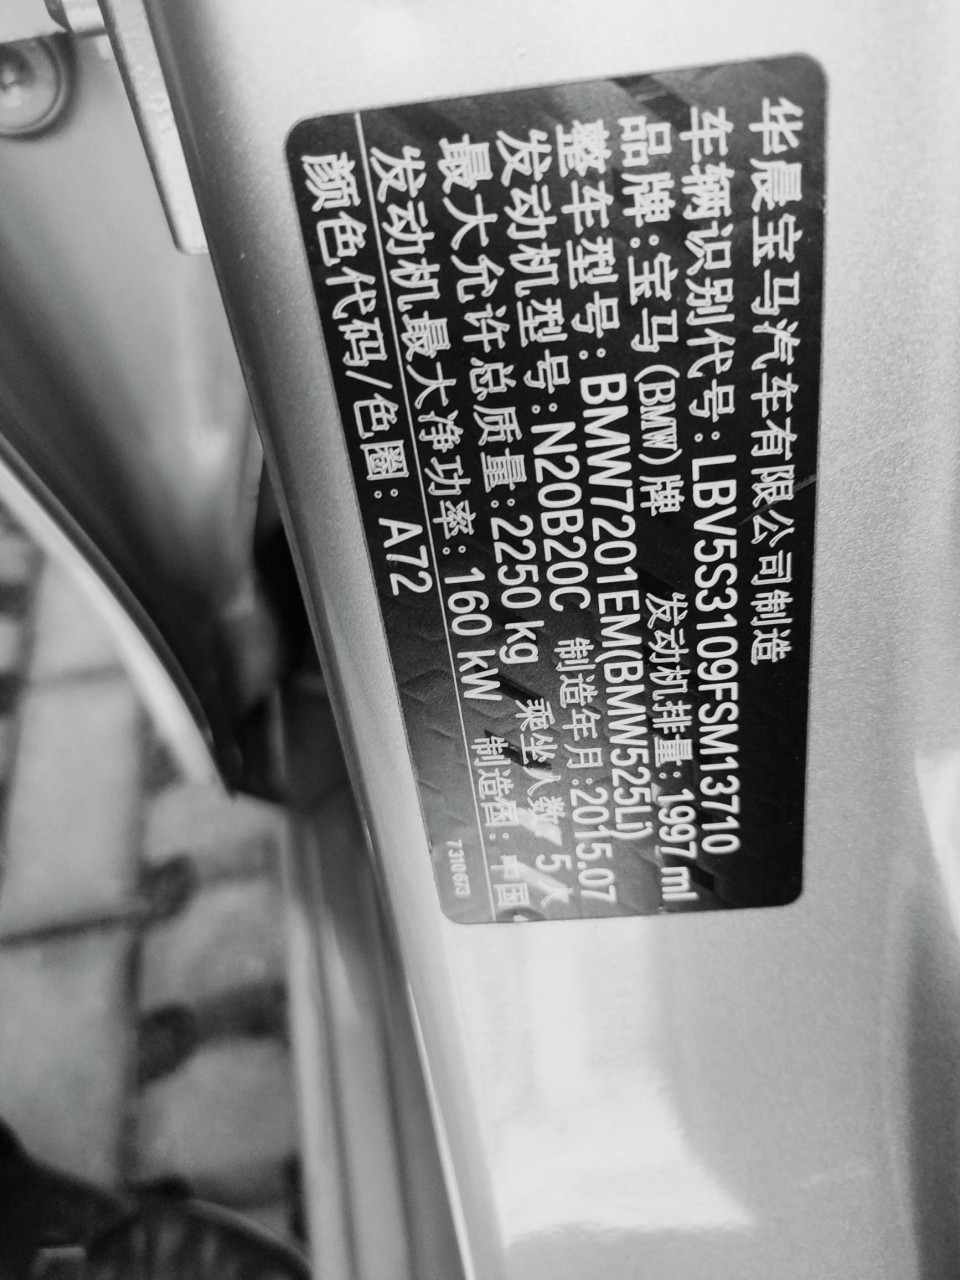 华晨宝马汽车有限公司制造
车辆识别代号:LBV5S3109FSM13710
品牌:宝马(BMW)牌 发动机排量:1997 ml
整车型号:BMW7201EM(BMW525Li)
发动机型号:N20B20C 制造年月:2015.07
最大允许总质量:2250 kg 乘坐人数 5人
发动机最大净功率:160 kW 制造国:中国
颜色代码/色圈:A72
7310673